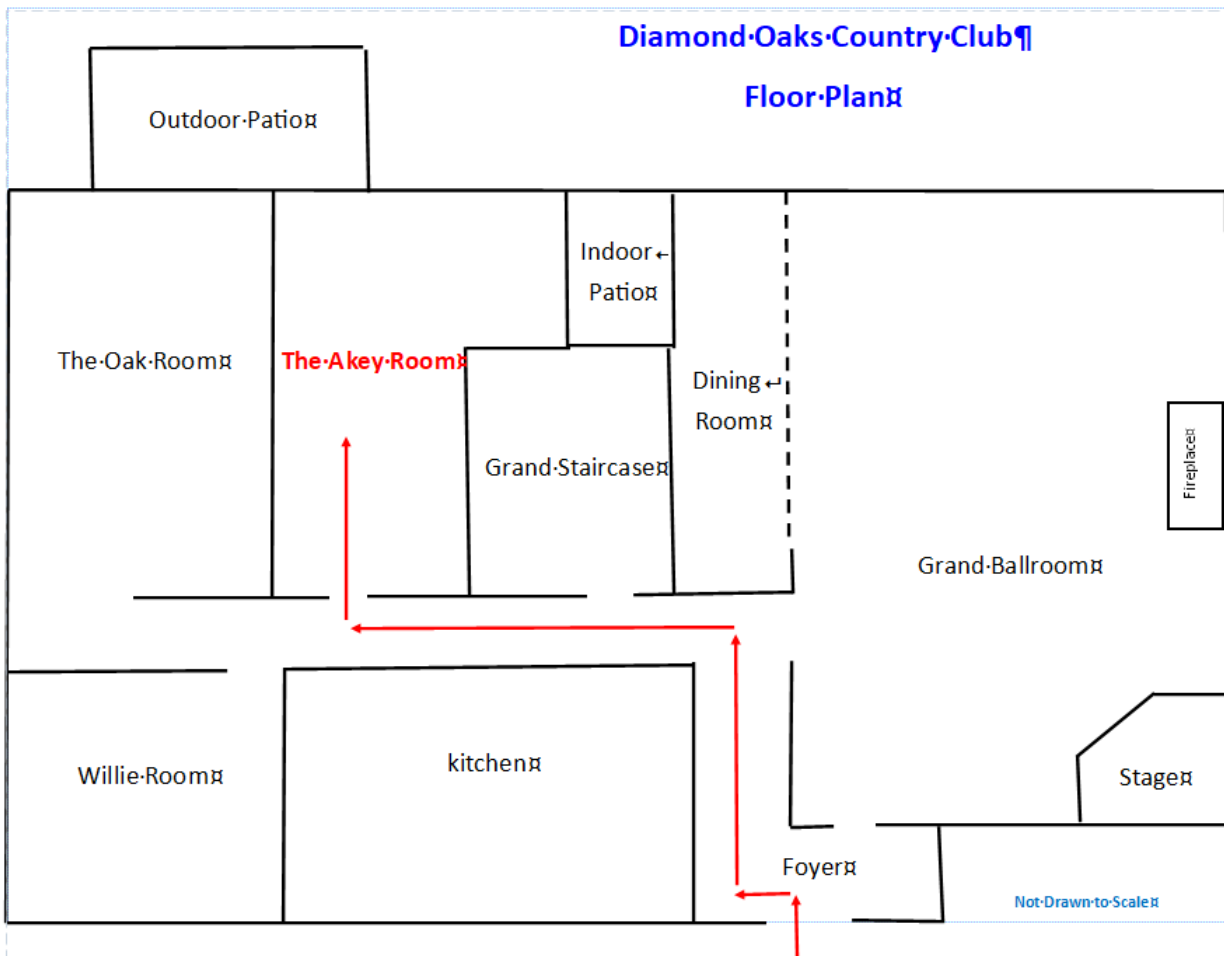 Diamond·Oaks·Country·Club¶
Floor·Plan¤
Outdoor·Patio¤
Indoor←
Patio¤
The·Oak·Room¤
The·Akey·Room¤
Dining↵
Room¤
Grand·Staircase¤
Fireplace¤
Grand·Ballroom¤
Willie·Room¤
kitchen¤
Stage¤
Foyer¤
Not·Drawn·to·Scale¤